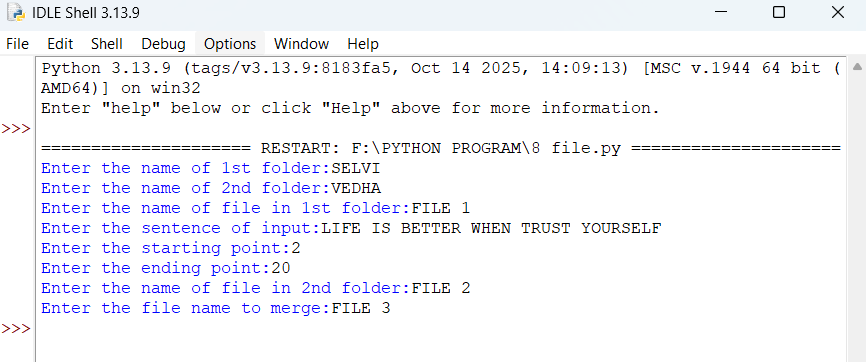 IDLE Shell 3.13.9
File Edit Shell Debug Options Window Help
Python 3.13.9 (tags/v3.13.9:8183fa5, Oct 14 2025, 14:09:13) [MSC v.1944 64 bit (
AMD64)] on win32
Enter "help" below or click "Help" above for more information.
>>>
===================== RESTART: F:\PYTHON PROGRAM\8 file.py =====================
Enter the name of 1st folder:SELVI
Enter the name of 2nd folder:VEDHA
Enter the name of file in 1st folder:FILE 1
Enter the sentence of input:LIFE IS BETTER WHEN TRUST YOURSELF
Enter the starting point:2
Enter the ending point:20
Enter the name of file in 2nd folder:FILE 2
Enter the file name to merge:FILE 3
>>>